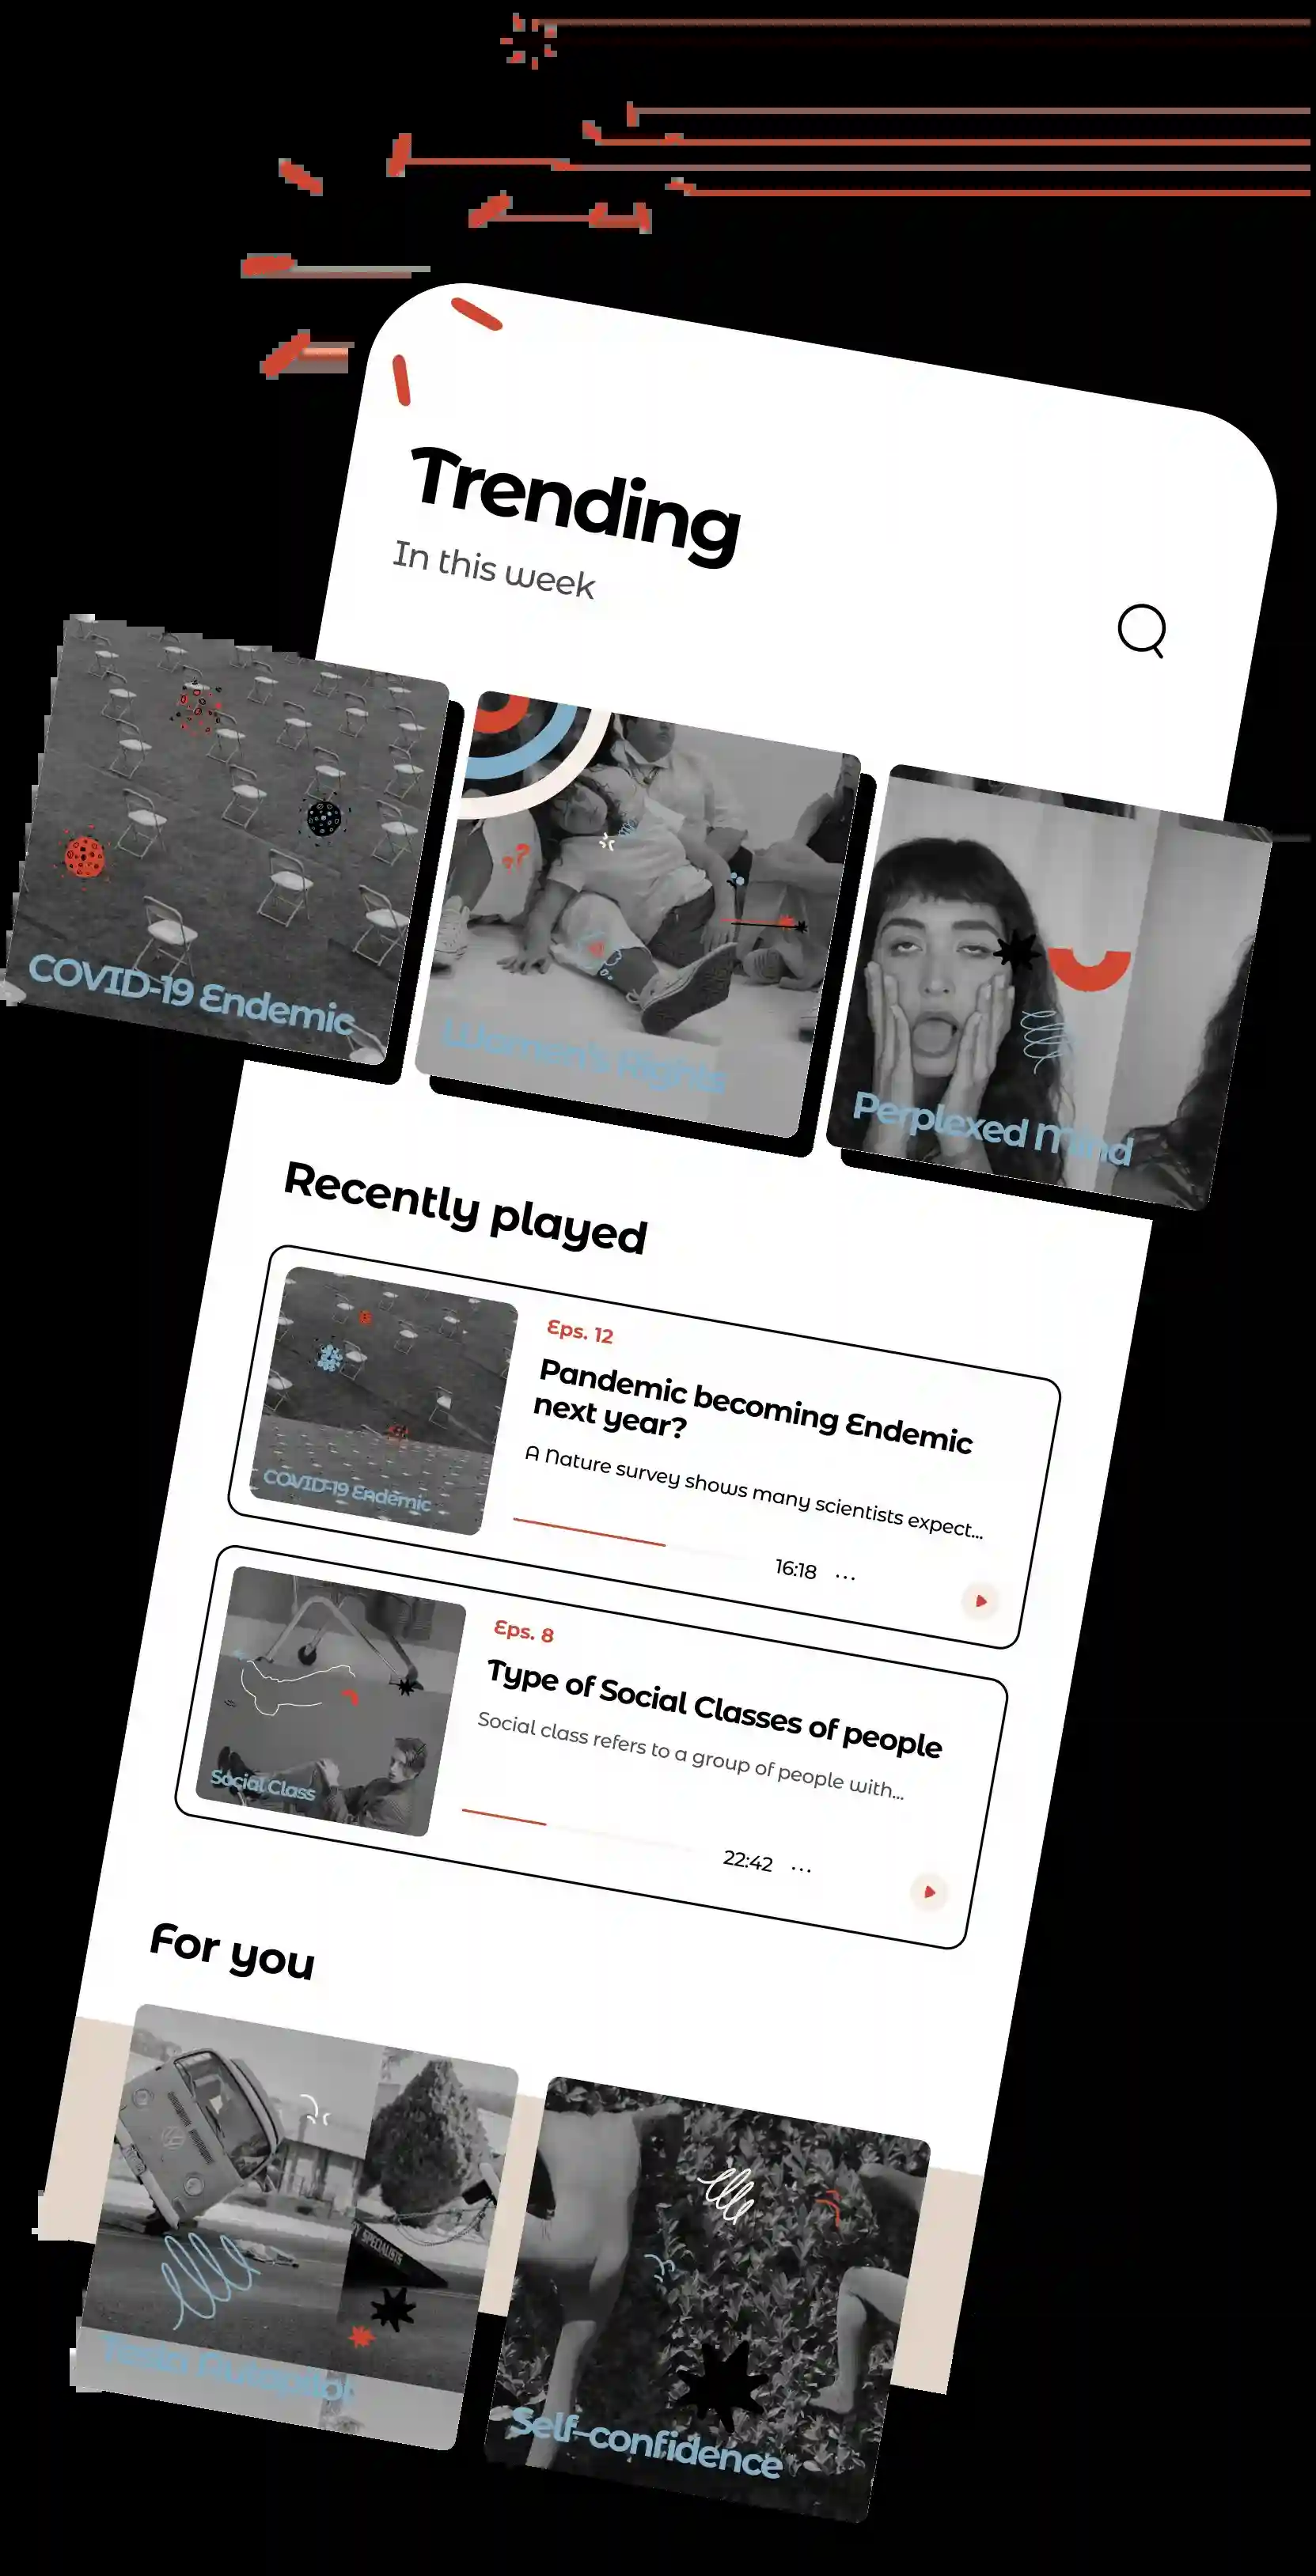 Trending
In this week
COVID-19 Endemic
Women's Rights
Perplexed Mind
Recently played
COVID-19 Endemic
Eps. 12
Pandemic becoming Endemic
next year?
A Nature survey shows many scientists expect...
16:18 ...
Social Class
Eps. 8
Type of Social Classes of people
Social class refers to a group of people with...
22:42 ...
For you
SPECIALISTS
Tesla Autopilot
Self-confidence